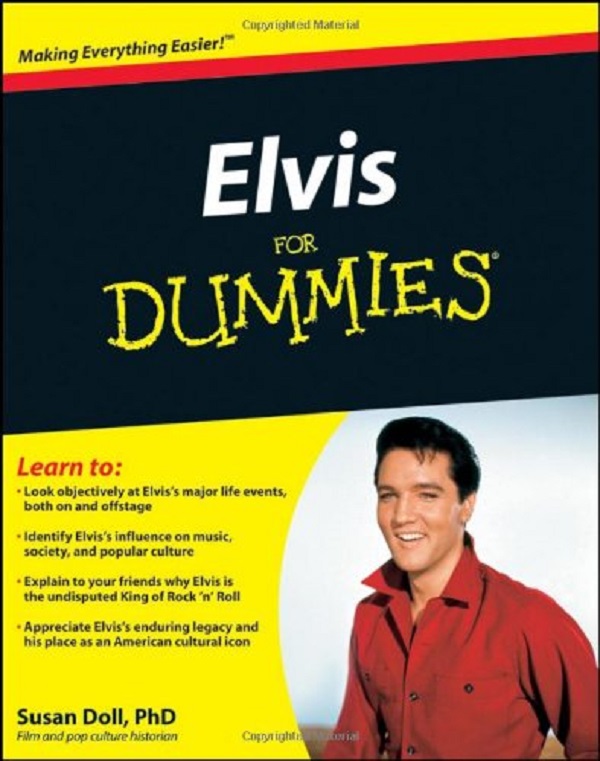 Copyrighted Material
Making Everything Easier!™
Elvis
FOR
DUMMIES®
Learn to:
• Look objectively at Elvis's major life events,
both on and offstage
• Identify Elvis's influence on music,
society, and popular culture
• Explain to your friends why Elvis is
the undisputed King of Rock 'n' Roll
• Appreciate Elvis's enduring legacy and
his place as an American cultural icon
Susan Doll, PhD
Film and pop culture historian
Copyrighted Material